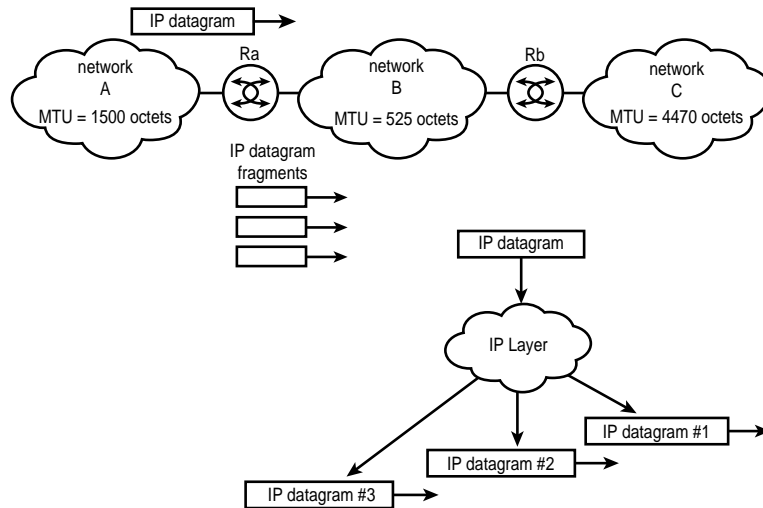 IP datagram
Ra
Rb
network
A
MTU = 1500 octets
network
B
MTU = 525 octets
network
C
MTU = 4470 octets
IP datagram
fragments
IP datagram
IP Layer
IP datagram #1
IP datagram #2
IP datagram #3